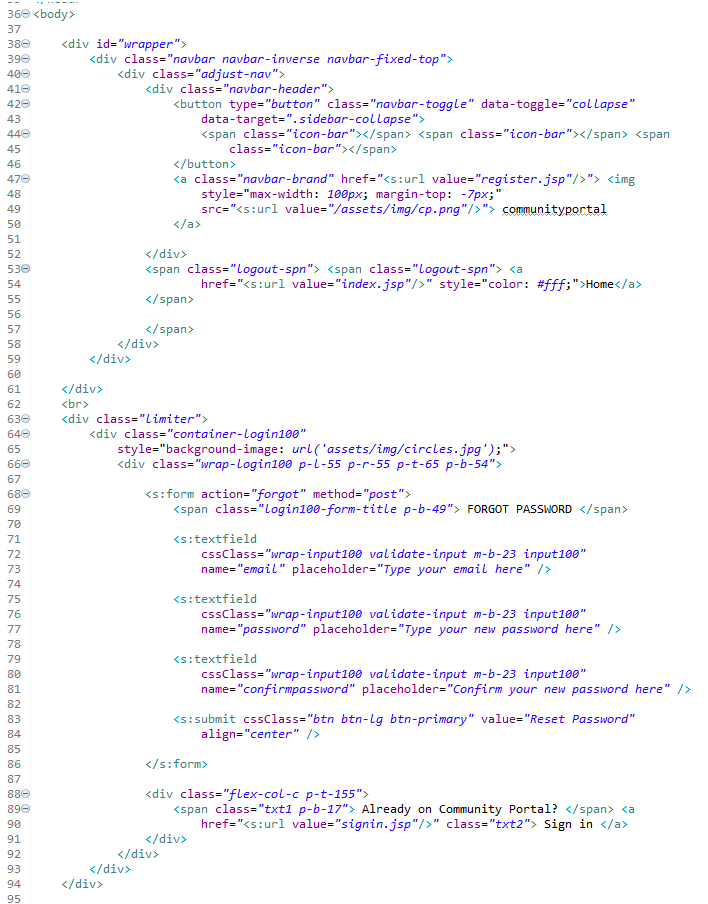 36 <body>
37
38 <div id="wrapper">
39 <div class="navbar navbar-inverse navbar-fixed-top">
40 <div class="adjust-nav">
41 <div class="navbar-header">
42 <button type="button" class="navbar-toggle" data-toggle="collapse"
43 data-target=".sidebar-collapse">
44 <span class="icon-bar"></span> <span class="icon-bar"></span> <span
45 class="icon-bar"></span>
46 </button>
47 <a class="navbar-brand" href="<s:url value="register.jsp"/>"> <img
48 style="max-width: 100px; margin-top: -7px;"
49 src="<s:url value="/assets/img/cp.png"/>"> communityportal
50 </a>
51
52 </div>
53 <span class="logout-spn"> <span class="logout-spn"> <a
54 href="<s:url value="index.jsp"/>" style="color: #fff;">Home</a>
55 </span>
56
57 </span>
58 </div>
59 </div>
60
61 </div>
62 <br>
63 <div class="limiter">
64 <div class="container-login100"
65 style="background-image: url('assets/img/circles.jpg');">
66 <div class="wrap-login100 p-l-55 p-r-55 p-t-65 p-b-54">
67
68 <s:form action="forgot" method="post">
69 <span class="login100-form-title p-b-49"> FORGOT PASSWORD </span>
70
71 <s:textfield
72 cssClass="wrap-input100 validate-input m-b-23 input100"
73 name="email" placeholder="Type your email here" />
74
75 <s:textfield
76 cssClass="wrap-input100 validate-input m-b-23 input100"
77 name="password" placeholder="Type your new password here" />
78
79 <s:textfield
80 cssClass="wrap-input100 validate-input m-b-23 input100"
81 name="confirmpassword" placeholder="Confirm your new password here" />
82
83 <s:submit cssClass="btn btn-lg btn-primary" value="Reset Password"
84 align="center" />
85
86 </s:form>
87
88 <div class="flex-col-c p-t-155">
89 <span class="txt1 p-b-17"> Already on Community Portal? </span> <a
90 href="<s:url value="signin.jsp"/>" class="txt2"> Sign in </a>
91 </div>
92 </div>
93 </div>
94 </div>
95